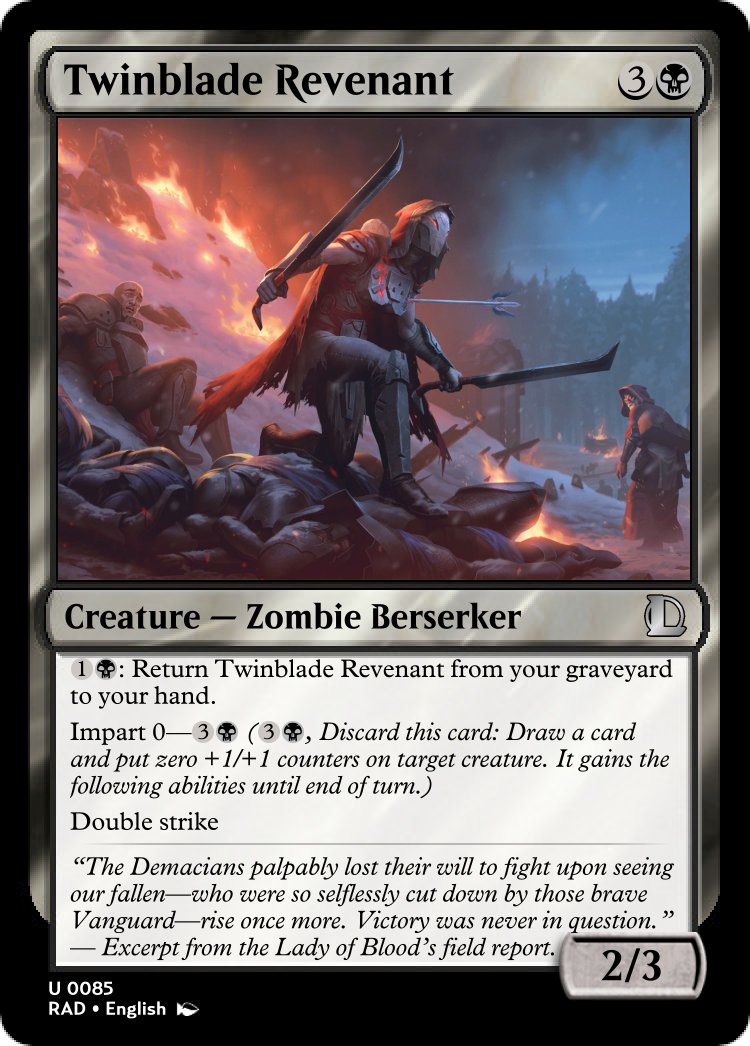 Twinblade Revenant 3
Creature — Zombie Berserker
1: Return Twinblade Revenant from your graveyard
to your hand.
Impart 0—3 (3, Discard this card: Draw a card
and put zero +1/+1 counters on target creature. It gains the
following abilities until end of turn.)
Double strike
“The Demacians palpably lost their will to fight upon seeing
our fallen—who were so selflessly cut down by those brave
Vanguard—rise once more. Victory was never in question.”
— Excerpt from the Lady of Blood’s field report.
2/3
U 0085
RAD • English